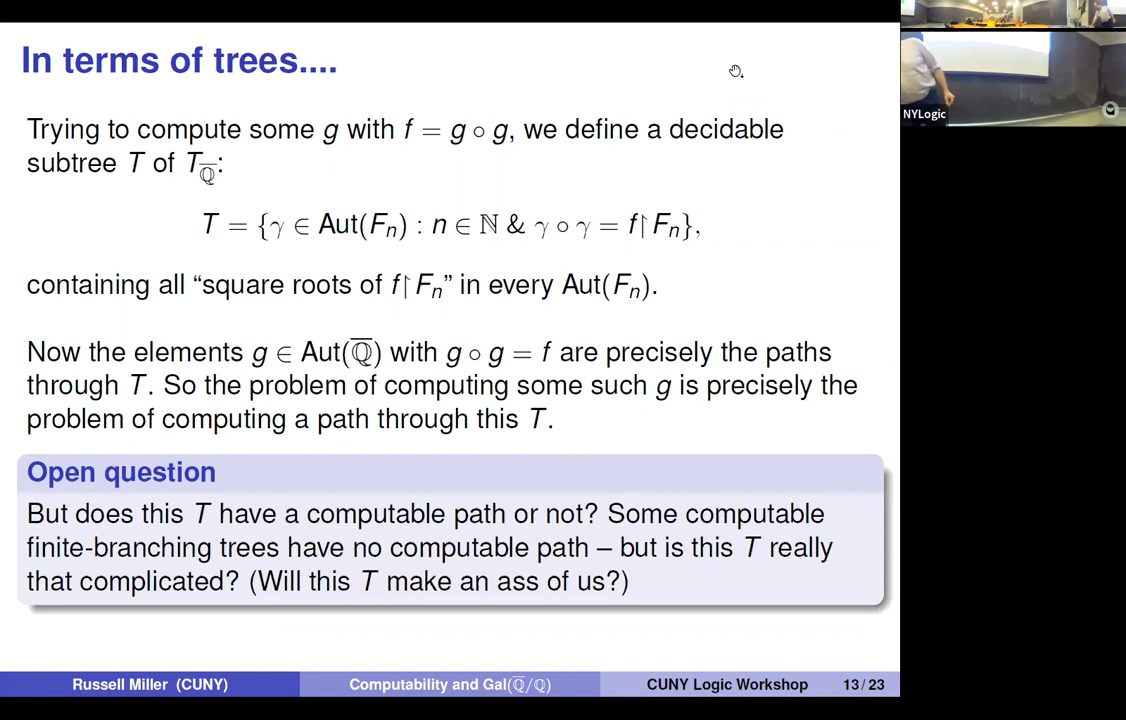 In terms of trees....
Trying to compute some g with f = g ∘ g, we define a decidable
subtree T of T_ℚ̅:
T = {γ ∈ Aut(Fₙ) : n ∈ ℕ & γ ∘ γ = f↾Fₙ},
containing all “square roots of f↾Fₙ” in every Aut(Fₙ).
Now the elements g ∈ Aut(ℚ̅) with g ∘ g = f are precisely the paths
through T. So the problem of computing some such g is precisely the
problem of computing a path through this T.
Open question
But does this T have a computable path or not? Some computable
finite-branching trees have no computable path – but is this T really
that complicated? (Will this T make an ass of us?)
Russell Miller (CUNY)
Computability and Gal(ℚ̅/ℚ)
CUNY Logic Workshop
13 / 23
NYLogic